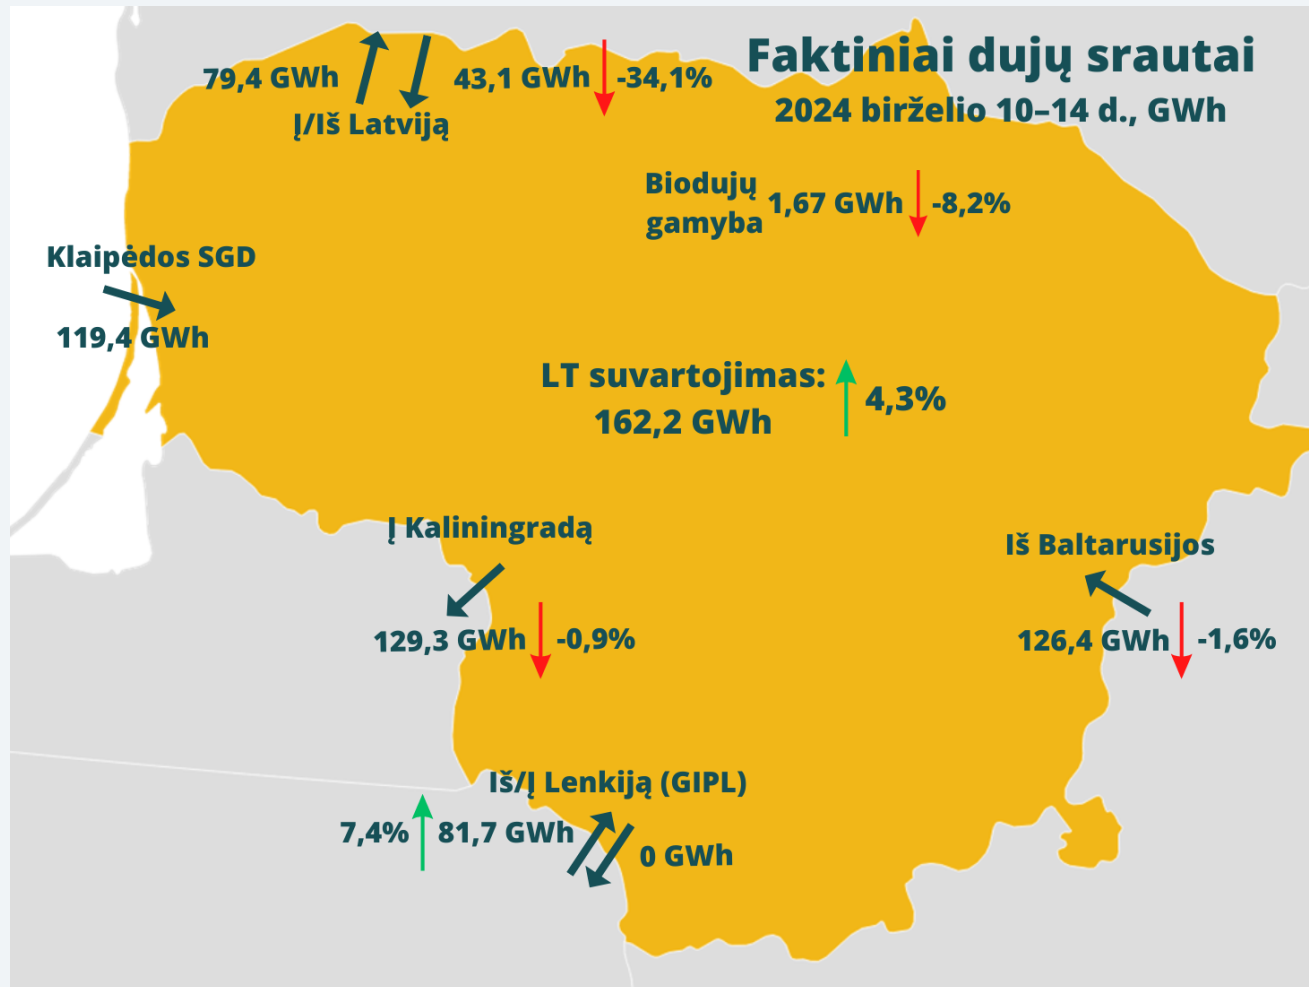 Faktiniai dujų srautai
2024 birželio 10–14 d., GWh
79,4 GWh
43,1 GWh
-34,1%
Į/Iš Latviją
Biodujų
gamyba
1,67 GWh
-8,2%
Klaipėdos SGD
119,4 GWh
LT suvartojimas:
162,2 GWh
4,3%
Į Kaliningradą
129,3 GWh
-0,9%
Iš Baltarusijos
126,4 GWh
-1,6%
Iš/Į Lenkiją (GIPL)
7,4%
81,7 GWh
0 GWh